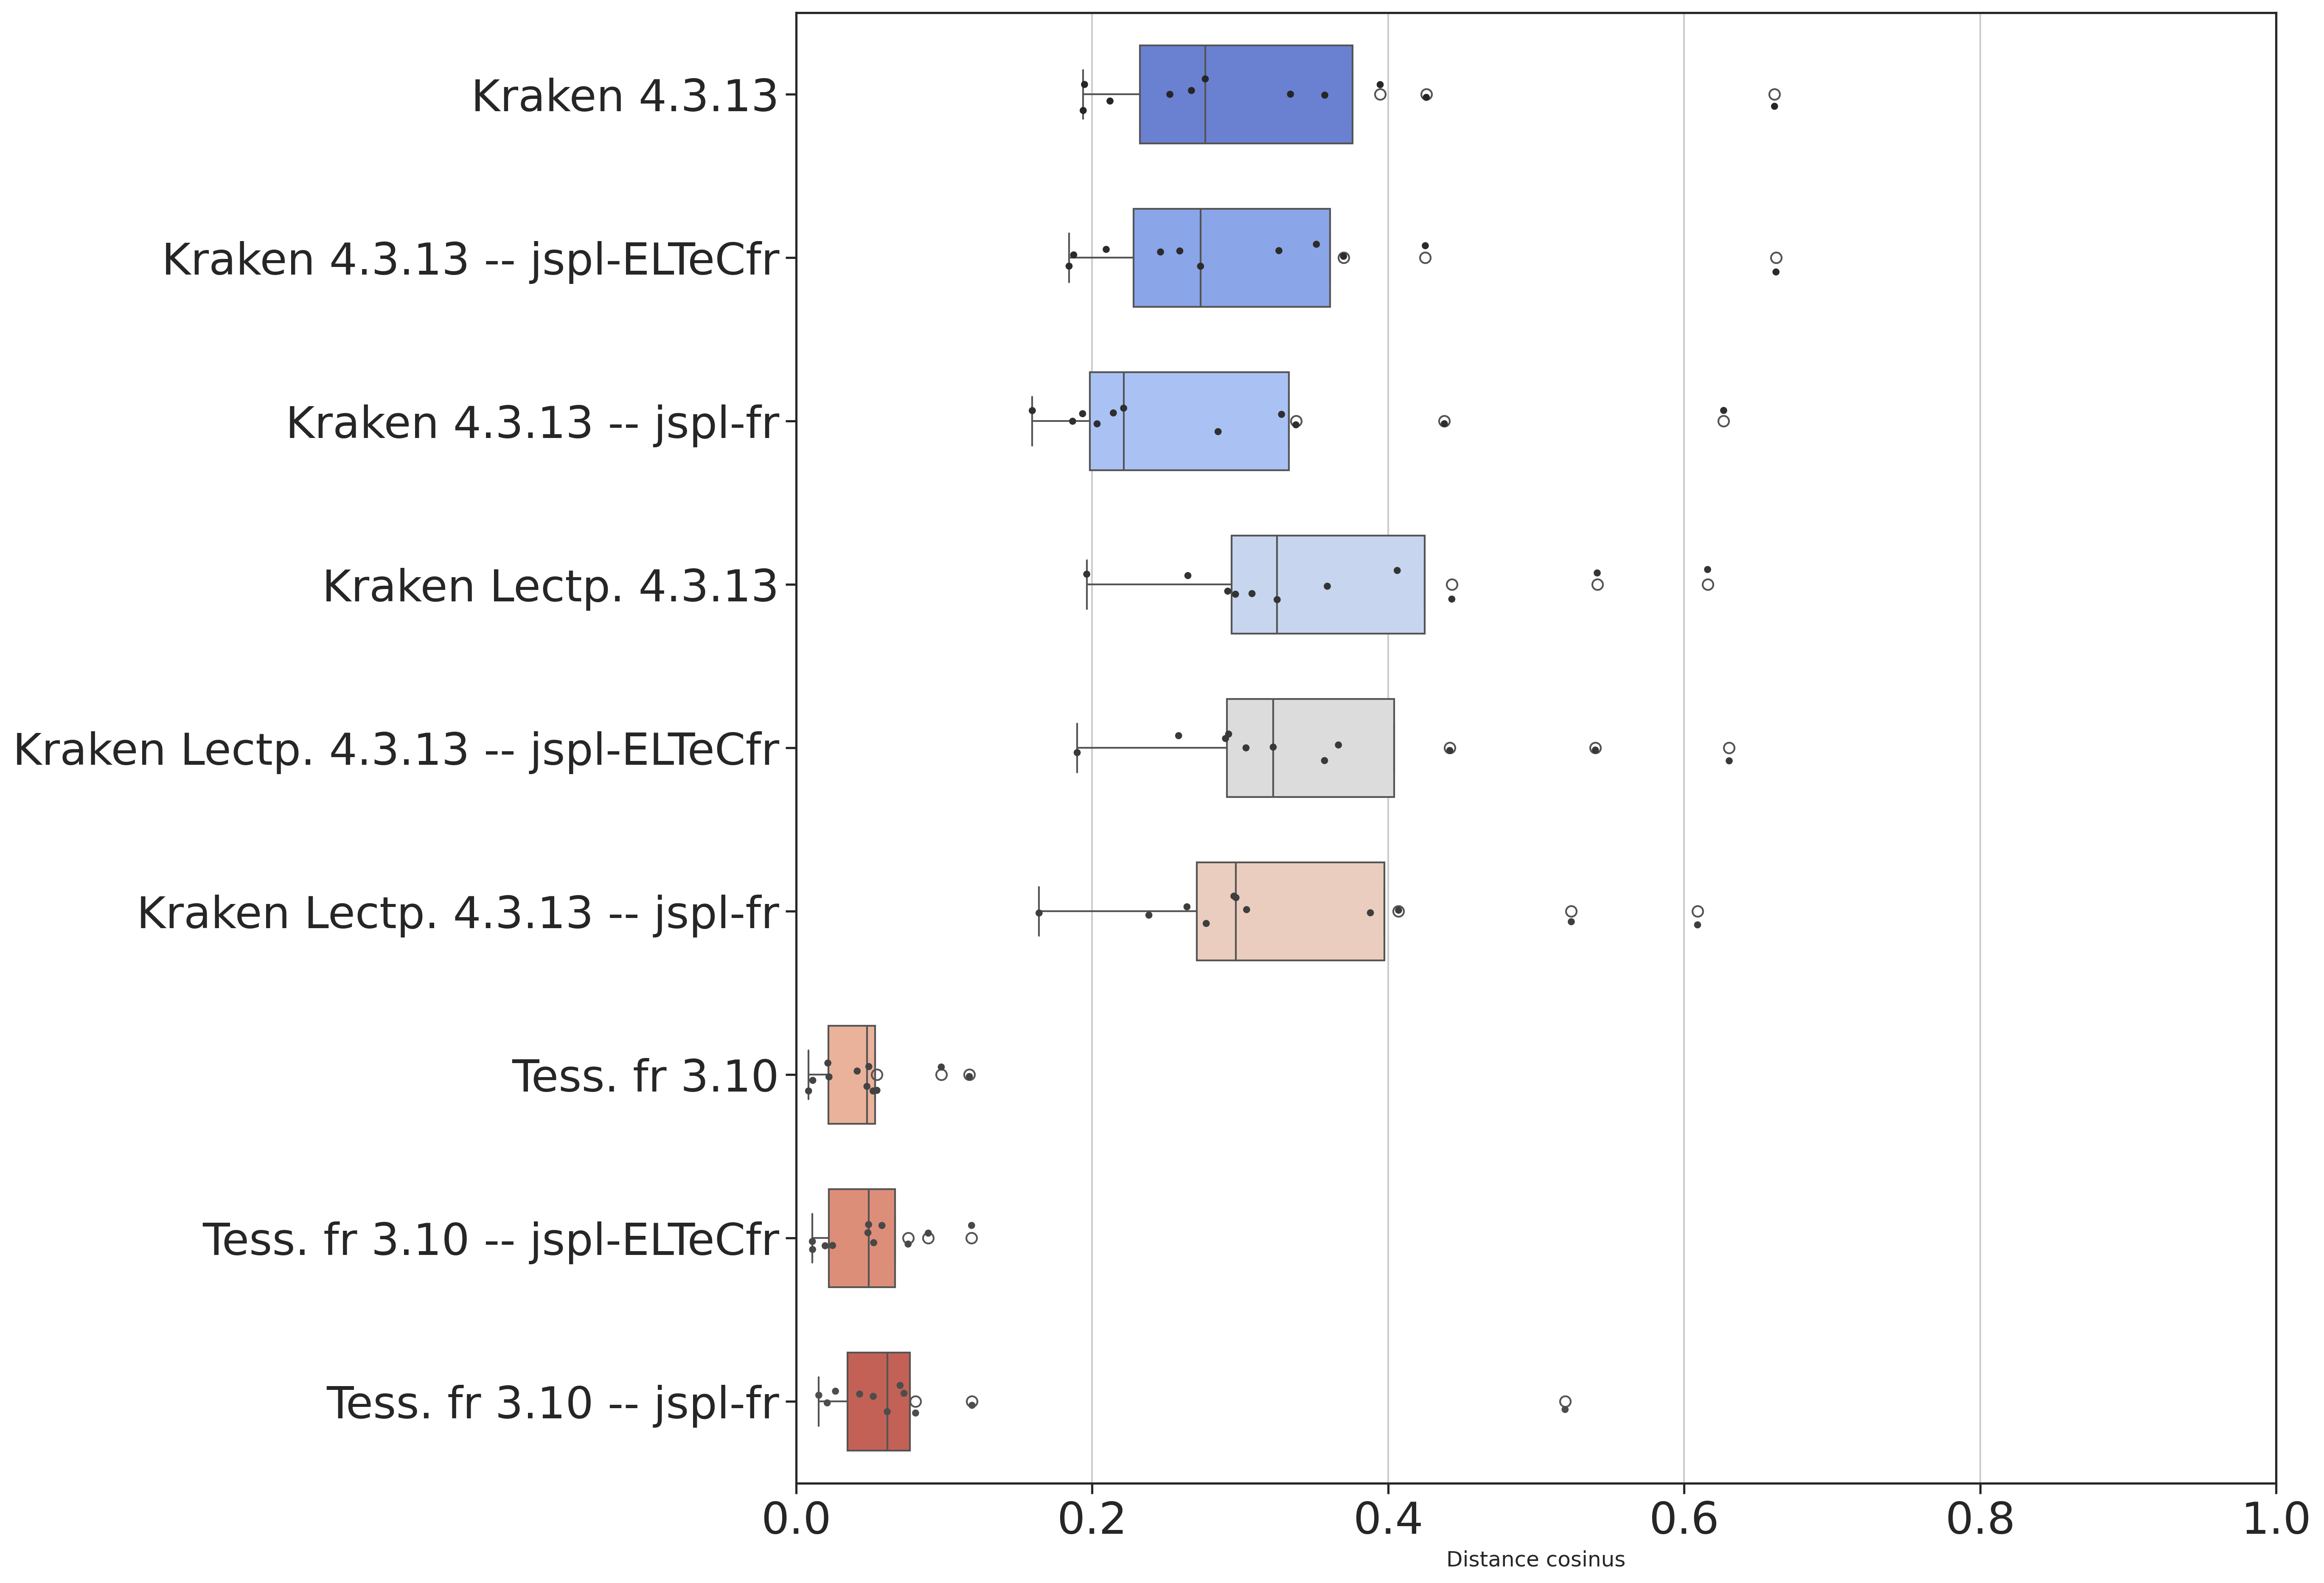 Kraken 4.3.13
Kraken 4.3.13 -- jspl-ELTeCfr
Kraken 4.3.13 -- jspl-fr
Kraken Lectp. 4.3.13
Kraken Lectp. 4.3.13 -- jspl-ELTeCfr
Kraken Lectp. 4.3.13 -- jspl-fr
Tess. fr 3.10
Tess. fr 3.10 -- jspl-ELTeCfr
Tess. fr 3.10 -- jspl-fr
0.0 0.2 0.4 0.6 0.8 1.0
Distance cosinus